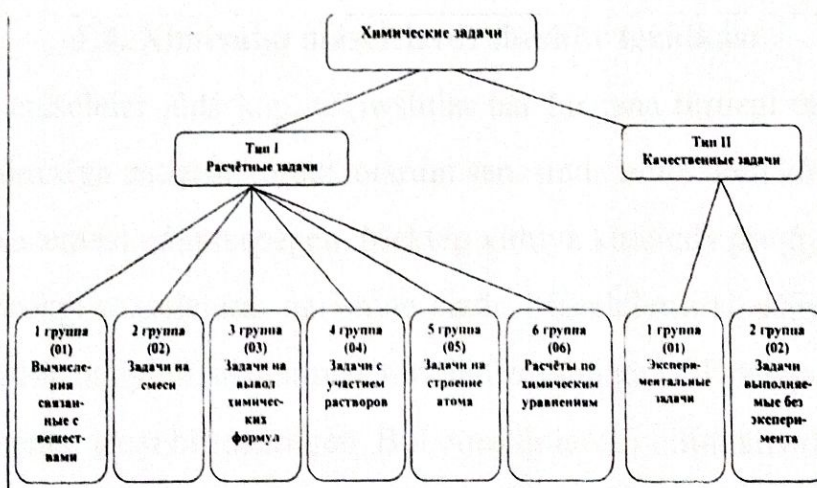 Химические задачи
Тип I
Расчётные задачи
Тип II
Качественные задачи
1 группа
(01)
Вычисле-
ния
связан-
ные с
вещест-
вами
2 группа
(02)
Задачи на
смеси
3 группа
(03)
Задачи на
вывод
химичес-
ких
формул
4 группа
(04)
Задачи с
участием
растворов
5 группа
(05)
Задачи на
строение
атома
6 группа
(06)
Расчёты по
химическим
уравнениям
1 группа
(01)
Экспери-
ментальные
задачи
2 группа
(02)
Задачи
выполняе-
мые без
экспери-
мента